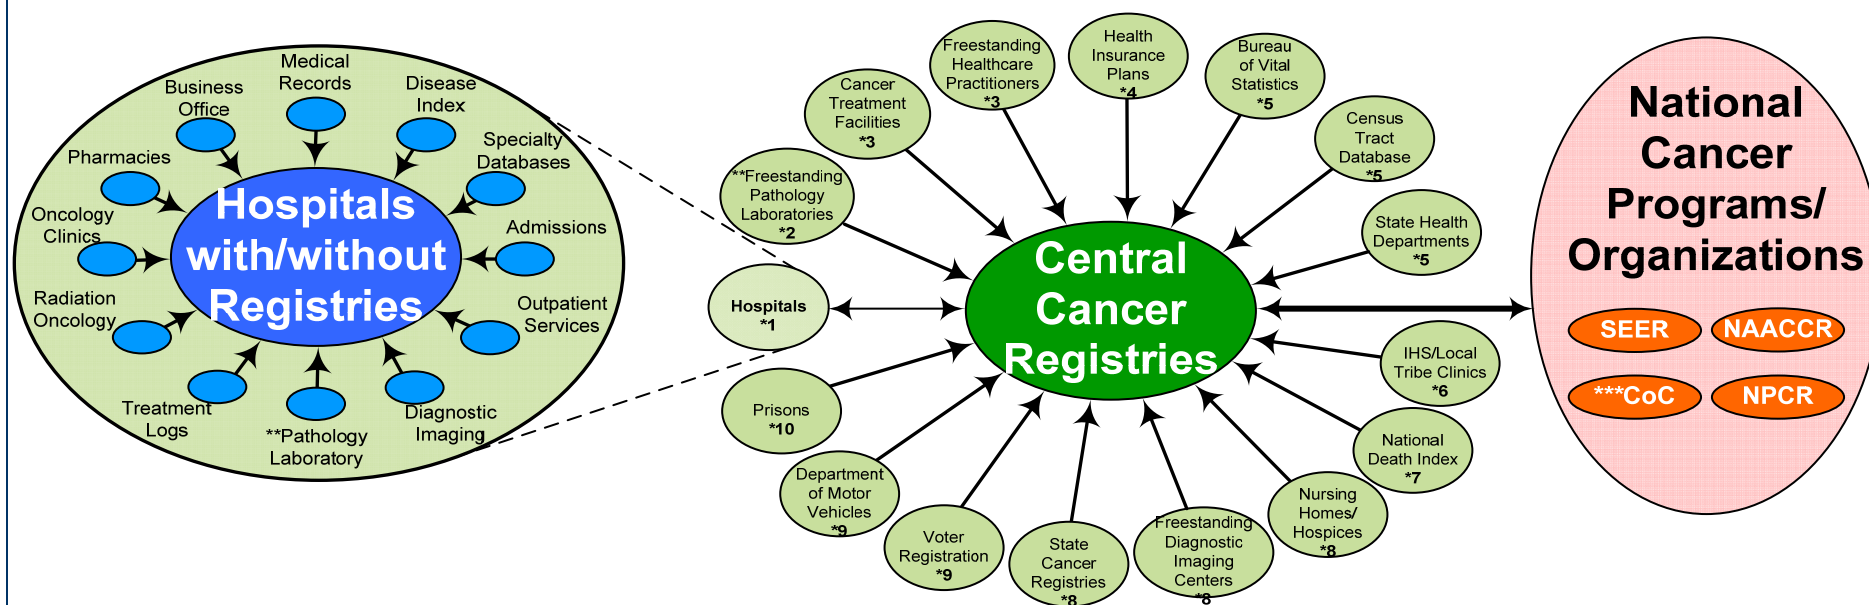 Medical
Records
Business
Office
Disease
Index
Pharmacies
Specialty
Databases
Oncology
Clinics
Admissions
Radiation
Oncology
Outpatient
Services
Treatment
Logs
**Pathology
Laboratory
Diagnostic
Imaging
Hospitals
with/without
Registries
Hospitals
*1
**Freestanding
Pathology
Laboratories
*2
Cancer
Treatment
Facilities
*3
Freestanding
Healthcare
Practitioners
*3
Health
Insurance
Plans
*4
Bureau
of Vital
Statistics
*5
Census
Tract
Database
*5
State Health
Departments
*5
Central
Cancer
Registries
IHS/Local
Tribe Clinics
*6
National
Death Index
*7
Nursing
Homes/
Hospices
*8
Freestanding
Diagnostic
Imaging
Centers
*8
State
Cancer
Registries
*8
Voter
Registration
*9
Department
of Motor
Vehicles
*9
Prisons
*10
National
Cancer
Programs/
Organizations
SEER
NAACCR
***CoC
NPCR